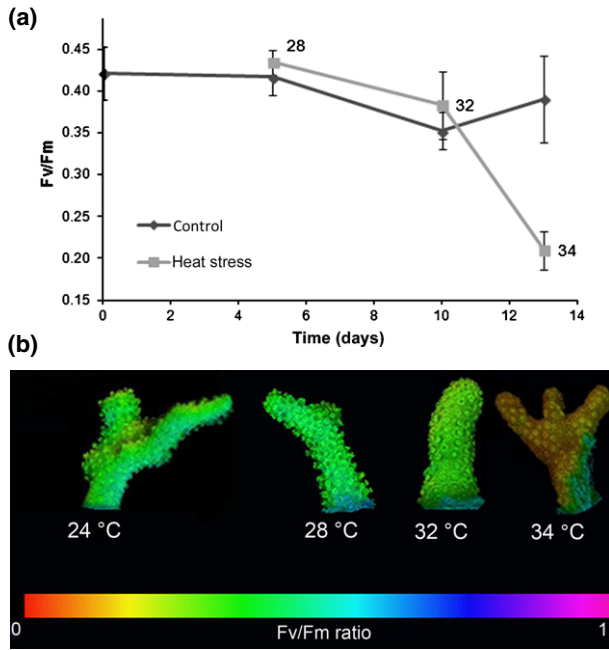 (a)
0.45
0.40
0.35
0.30
0.25
0.20
0.15
Fv/Fm
28
32
34
Control
Heat stress
0 2 4 6 8 10 12 14
Time (days)
(b)
24 °C 28 °C 32 °C 34 °C
0 Fv/Fm ratio 1